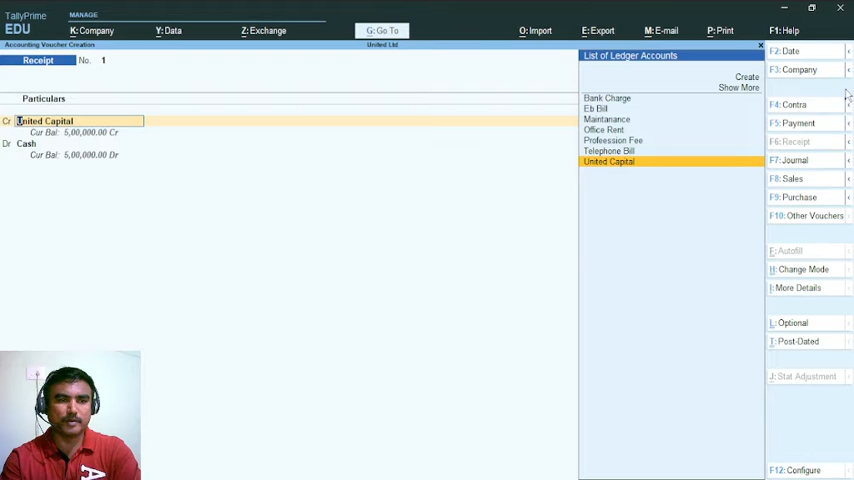 TallyPrime
EDU
MANAGE
K: Company
Y: Data
Z: Exchange
G: Go To
O: Import
E: Export
M: E-mail
P: Print
F1: Help
Accounting Voucher Creation
United Ltd
Receipt No. 1
Particulars
Cr United Capital
Cur Bal: 5,00,000.00 Cr
Dr Cash
Cur Bal: 5,00,000.00 Dr
List of Ledger Accounts
Create
Show More
Bank Charge
Eb Bill
Maintanance
Office Rent
Profeession Fee
Telephone Bill
United Capital
F2: Date
F3: Company
F4: Contra
F5: Payment
F6: Receipt
F7: Journal
F8: Sales
F9: Purchase
F10: Other Vouchers
E: Autofill
H: Change Mode
I: More Details
L: Optional
T: Post-Dated
J: Stat Adjustment
F12: Configure